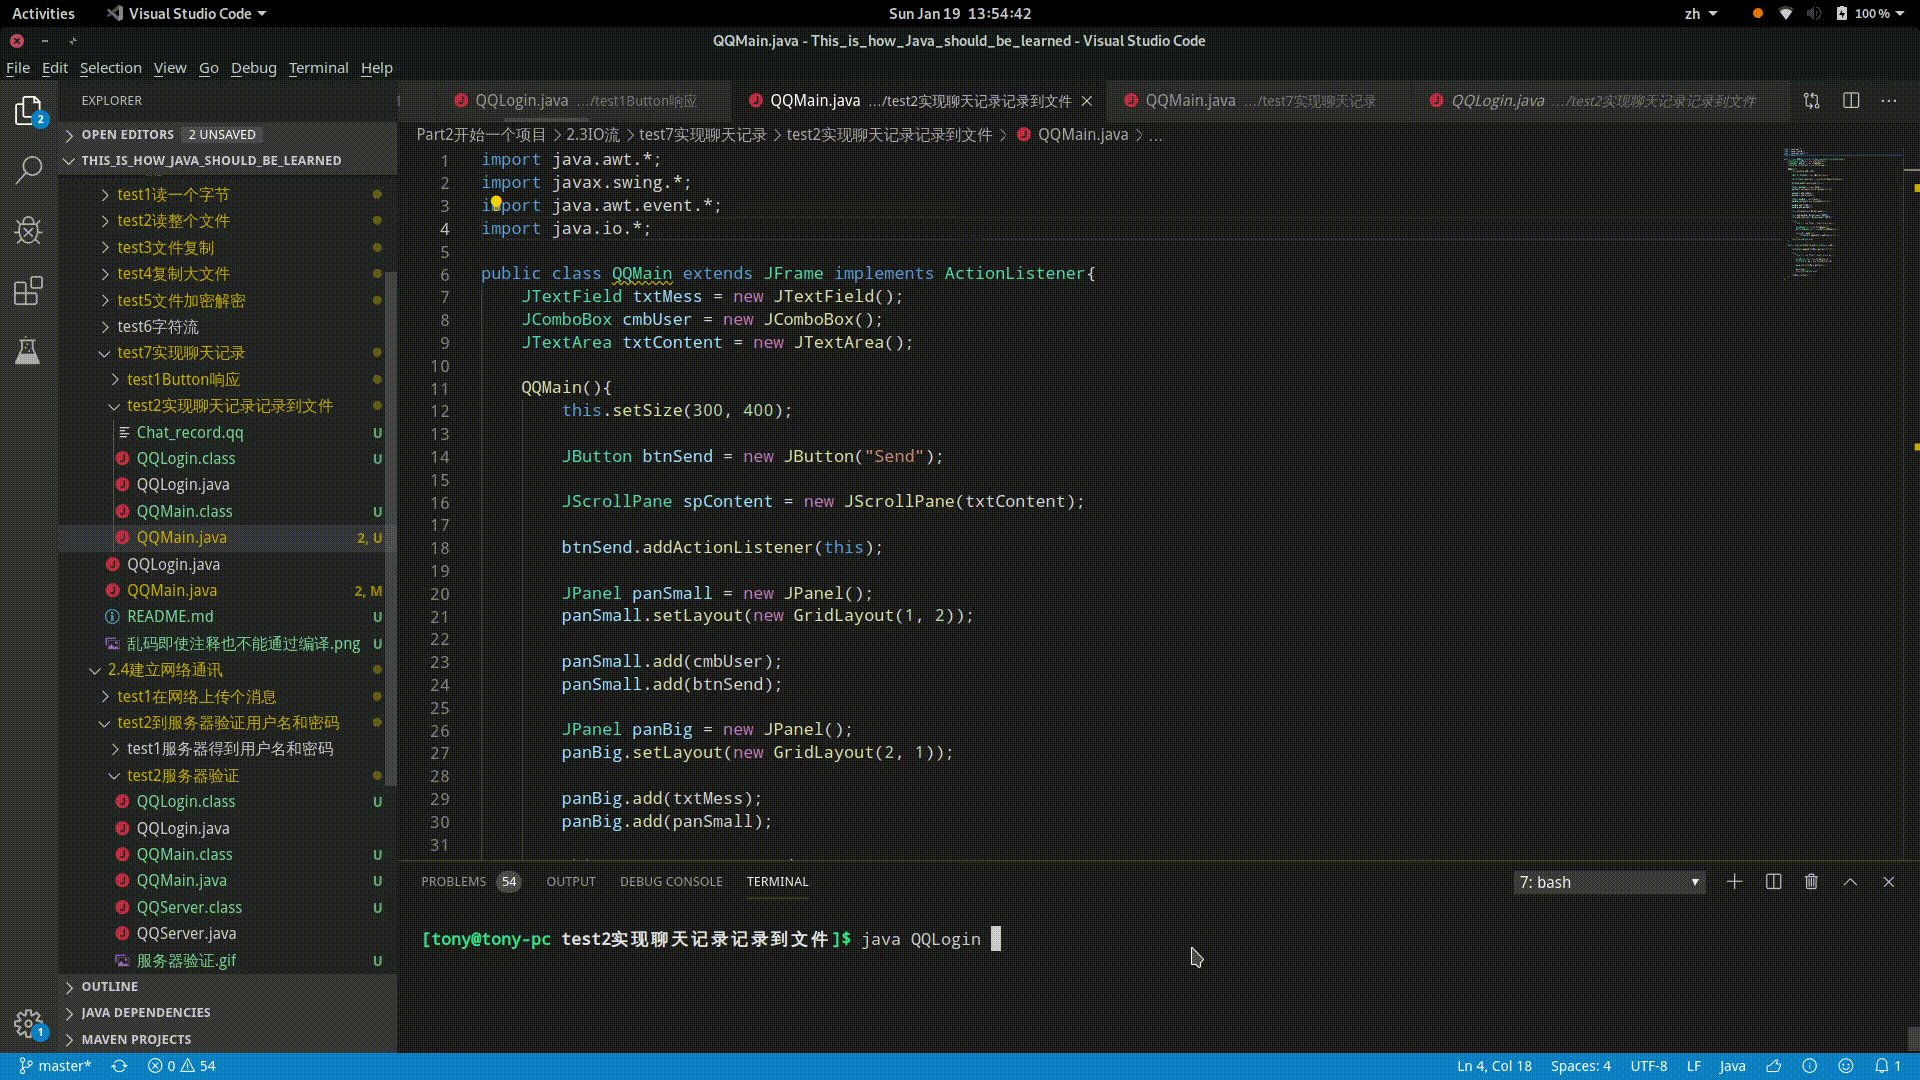 Activities Visual Studio Code Sun Jan 19 13:54:42 zh 100 %
QQMain.java - This_is_how_Java_should_be_learned - Visual Studio Code
File Edit Selection View Go Debug Terminal Help
EXPLORER
2
OPEN EDITORS 2 UNSAVED
THIS_IS_HOW_JAVA_SHOULD_BE_LEARNED
test1读一个字节
test2读整个文件
test3文件复制
test4复制大文件
test5文件加密解密
test6字符流
test7实现聊天记录
test1Button响应
test2实现聊天记录记录到文件
Chat_record.qq U
QQLogin.class U
QQLogin.java
QQMain.class U
QQMain.java 2, U
QQLogin.java
QQMain.java 2, M
README.md U
乱码即使注释也不能通过编译.png U
2.4建立网络通讯
test1在网络上传个消息
test2到服务器验证用户名和密码
test1服务器得到用户名和密码
test2服务器验证
QQLogin.class U
QQLogin.java
QQMain.class U
QQMain.java U
QQServer.class U
QQServer.java
服务器验证.gif U
OUTLINE
JAVA DEPENDENCIES
MAVEN PROJECTS
1
QQLogin.java .../test1Button响应
QQMain.java .../test2实现聊天记录记录到文件
QQMain.java .../test7实现聊天记录
QQLogin.java .../test2实现聊天记录记录到文件
Part2开始一个项目 > 2.3IO流 > test7实现聊天记录 > test2实现聊天记录记录到文件 > QQMain.java > ...
1 import java.awt.*;
2 import javax.swing.*;
3 import java.awt.event.*;
4 import java.io.*;
5
6 public class QQMain extends JFrame implements ActionListener{
7 JTextField txtMess = new JTextField();
8 JComboBox cmbUser = new JComboBox();
9 JTextArea txtContent = new JTextArea();
10
11 QQMain(){
12 this.setSize(300, 400);
13
14 JButton btnSend = new JButton("Send");
15
16 JScrollPane spContent = new JScrollPane(txtContent);
17
18 btnSend.addActionListener(this);
19
20 JPanel panSmall = new JPanel();
21 panSmall.setLayout(new GridLayout(1, 2));
22
23 panSmall.add(cmbUser);
24 panSmall.add(btnSend);
25
26 JPanel panBig = new JPanel();
27 panBig.setLayout(new GridLayout(2, 1));
28
29 panBig.add(txtMess);
30 panBig.add(panSmall);
31
PROBLEMS 54 OUTPUT DEBUG CONSOLE TERMINAL 7: bash
[tony@tony-pc test2实现聊天记录记录到文件]$ java QQLogin
master* 0 54 Ln 4, Col 18 Spaces: 4 UTF-8 LF Java 1